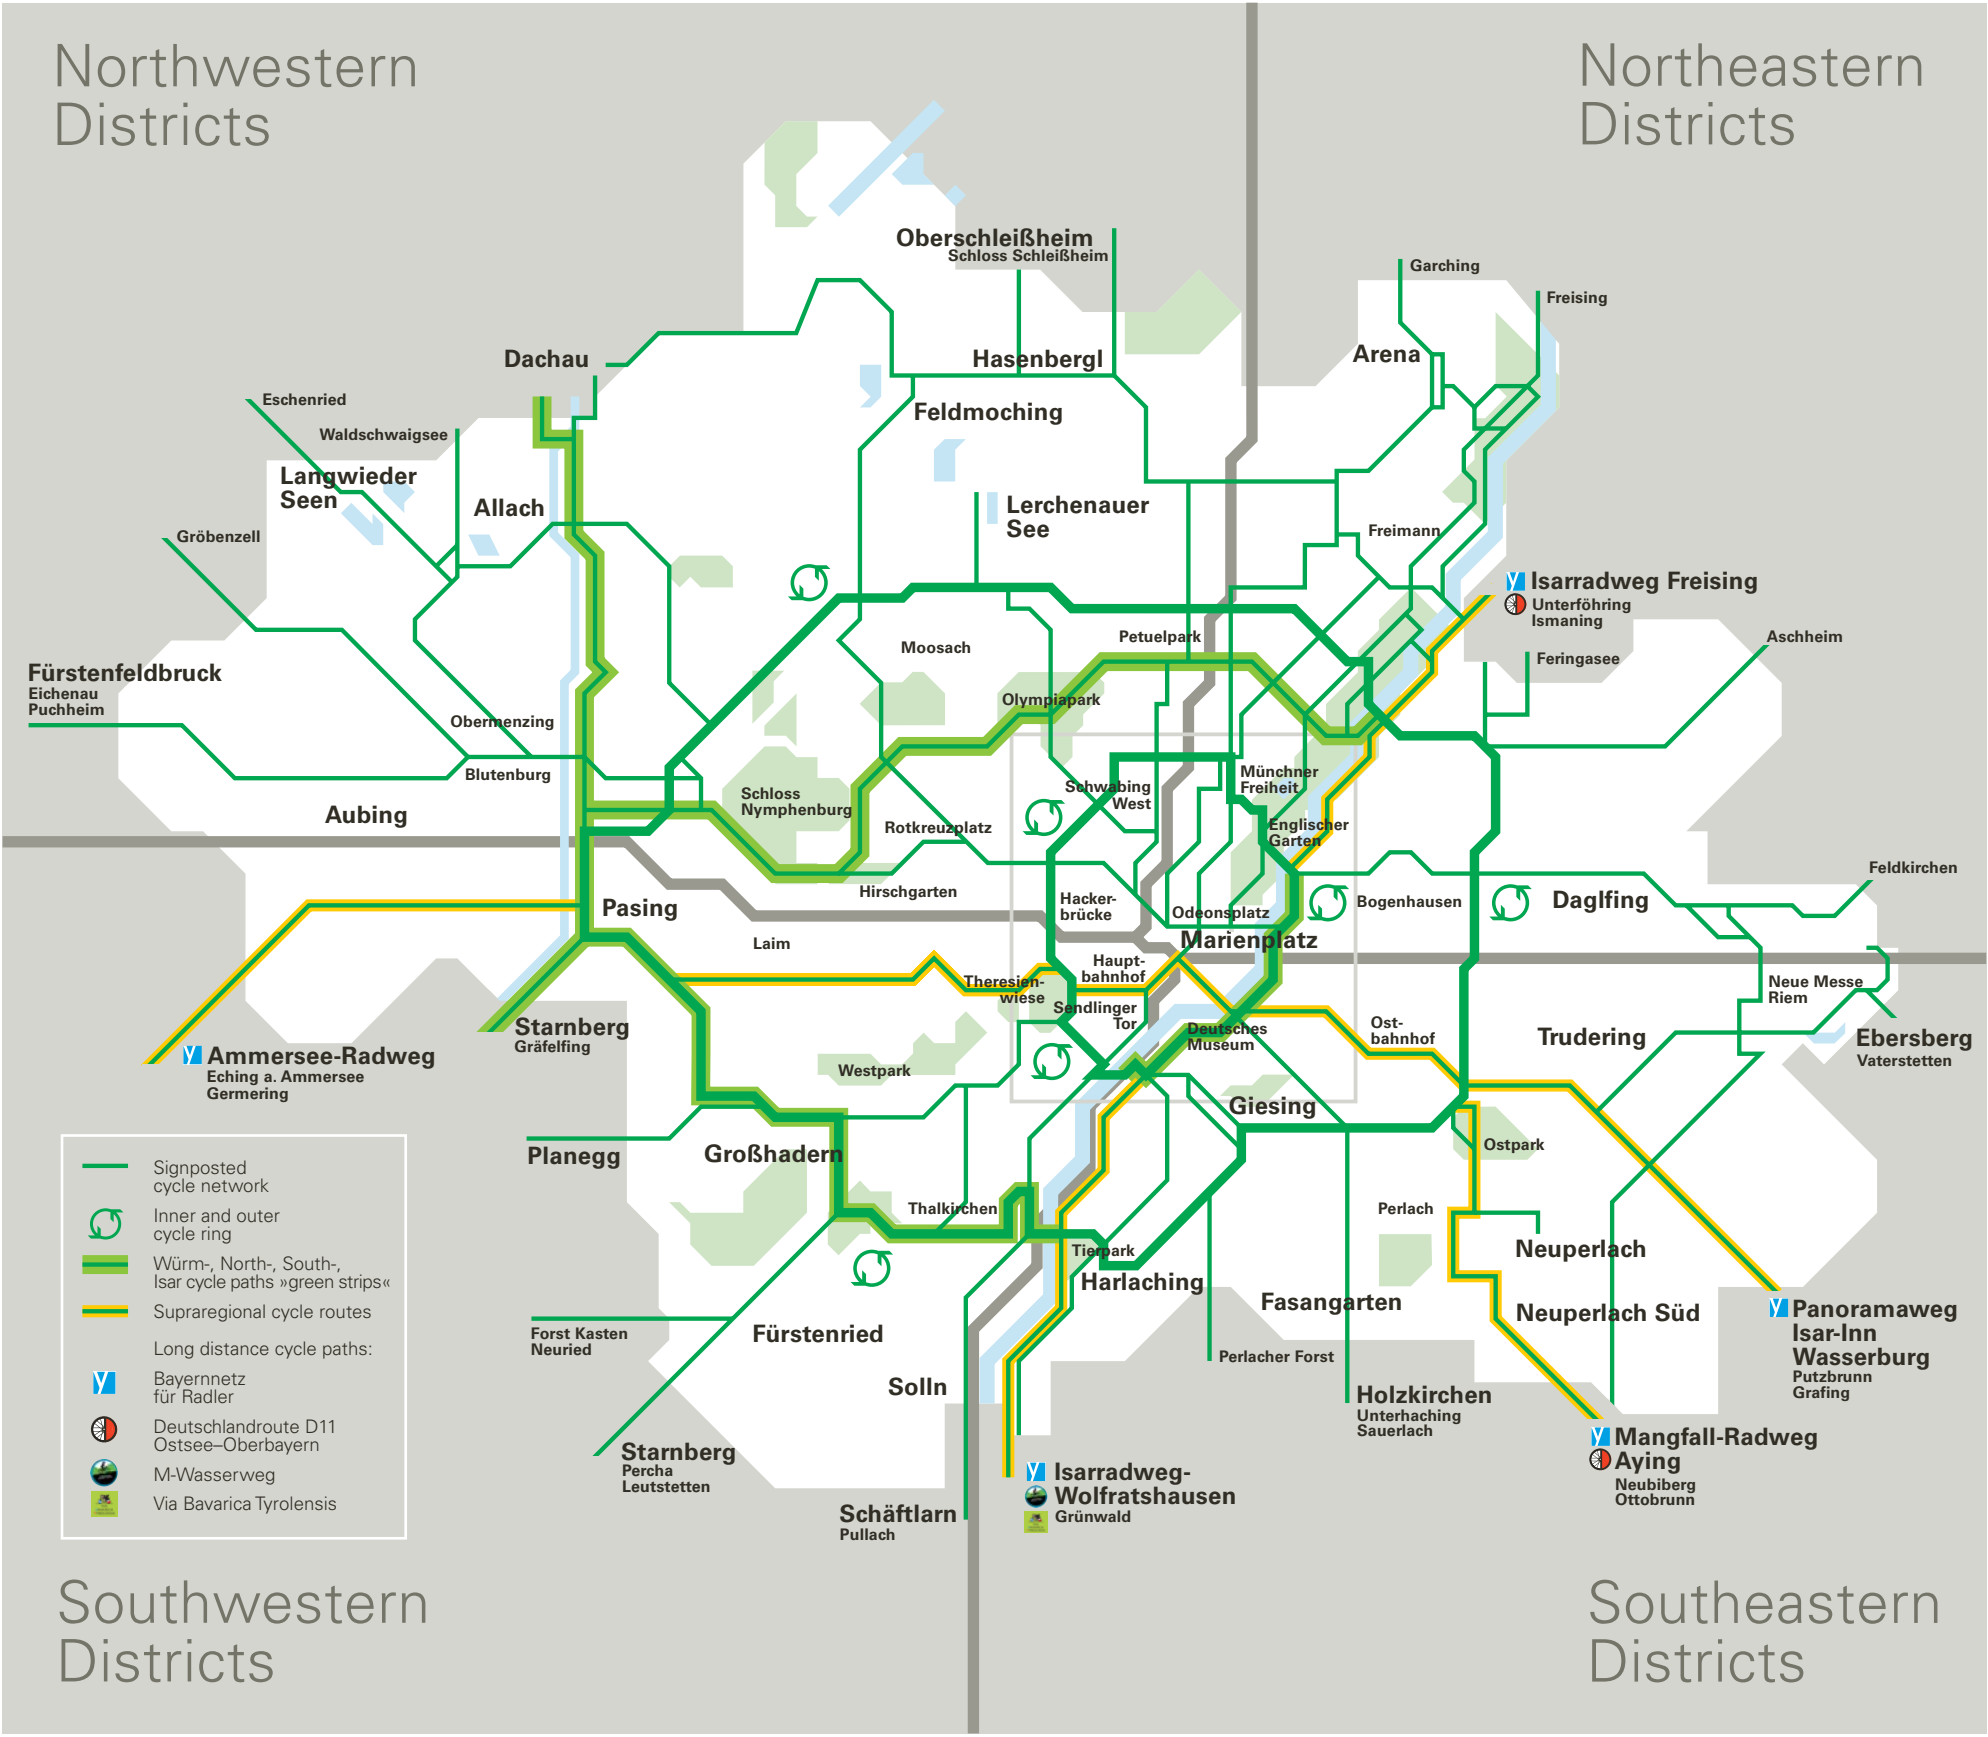 Northwestern
Districts
Northeastern
Districts
Oberschleißheim
Schloss Schleißheim
Garching
Freising
Dachau
Hasenbergl
Arena
Eschenried
Feldmoching
Waldschwaigsee
Langwieder
Seen
Allach
Lerchenauer
See
Gröbenzell
Freimann
Isarradweg Freising
Unterföhring
Ismaning
Moosach
Petuelpark
Aschheim
Feringasee
Fürstenfeldbruck
Eichenau
Puchheim
Olympiapark
Obermenzing
Blutenburg
Schloss
Nymphenburg
Schwabing
West
Münchner
Freiheit
Aubing
Rotkreuzplatz
Englischer
Garten
Feldkirchen
Hirschgarten
Pasing
Hacker-
brücke
Odeonsplatz
Bogenhausen
Daglfing
Laim
Marienplatz
Haupt-
bahnhof
Theresien-
wiese
Sendlinger
Tor
Neue Messe
Riem
Starnberg
Gräfelfing
Deutsches
Museum
Ost-
bahnhof
Trudering
Ebersberg
Vaterstetten
Ammersee-Radweg
Eching a. Ammersee
Germering
Westpark
Giesing
Planegg
Großhadern
Ostpark
Thalkirchen
Perlach
Tierpark
Neuperlach
Harlaching
Fasangarten
Neuperlach Süd
Panoramaweg
Isar-Inn
Wasserburg
Putzbrunn
Grafing
Forst Kasten
Neuried
Fürstenried
Perlacher Forst
Solln
Holzkirchen
Unterhaching
Sauerlach
Starnberg
Percha
Leutstetten
Mangfall-Radweg
Aying
Neubiberg
Ottobrunn
Isarradweg-
Wolfratshausen
Grünwald
Schäftlarn
Pullach
Signposted
cycle network
Inner and outer
cycle ring
Würm-, North-, South-,
Isar cycle paths »green strips«
Supraregional cycle routes
Long distance cycle paths:
Bayernnetz
für Radler
Deutschlandroute D11
Ostsee–Oberbayern
M-Wasserweg
Via Bavarica Tyrolensis
Southwestern
Districts
Southeastern
Districts